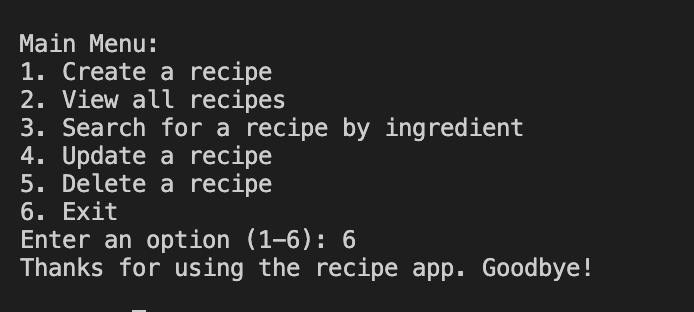 Main Menu:
1. Create a recipe
2. View all recipes
3. Search for a recipe by ingredient
4. Update a recipe
5. Delete a recipe
6. Exit
Enter an option (1-6): 6
Thanks for using the recipe app. Goodbye!